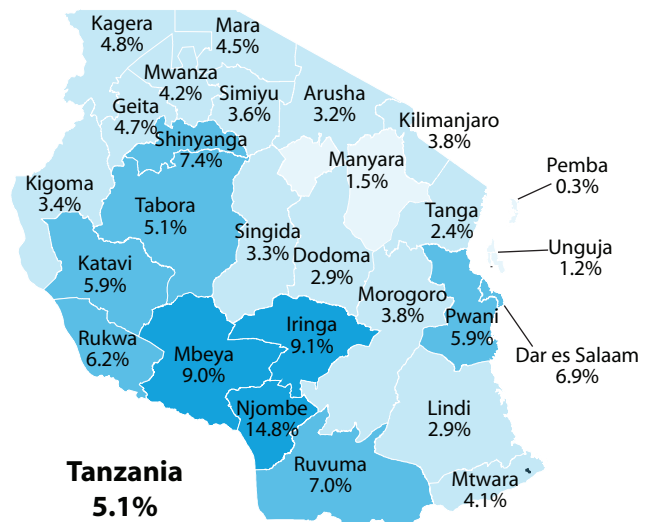 Kagera
4.8%
Mara
4.5%
Mwanza
4.2%
Simiyu
3.6%
Arusha
3.2%
Geita
4.7%
Kilimanjaro
3.8%
Shinyanga
7.4%
Manyara
1.5%
Pemba
0.3%
Kigoma
3.4%
Tabora
5.1%
Singida
3.3%
Tanga
2.4%
Dodoma
2.9%
Unguja
1.2%
Katavi
5.9%
Morogoro
3.8%
Pwani
5.9%
Rukwa
6.2%
Mbeya
9.0%
Iringa
9.1%
Dar es Salaam
6.9%
Njombe
14.8%
Lindi
2.9%
Ruvuma
7.0%
Mtwara
4.1%
Tanzania
5.1%